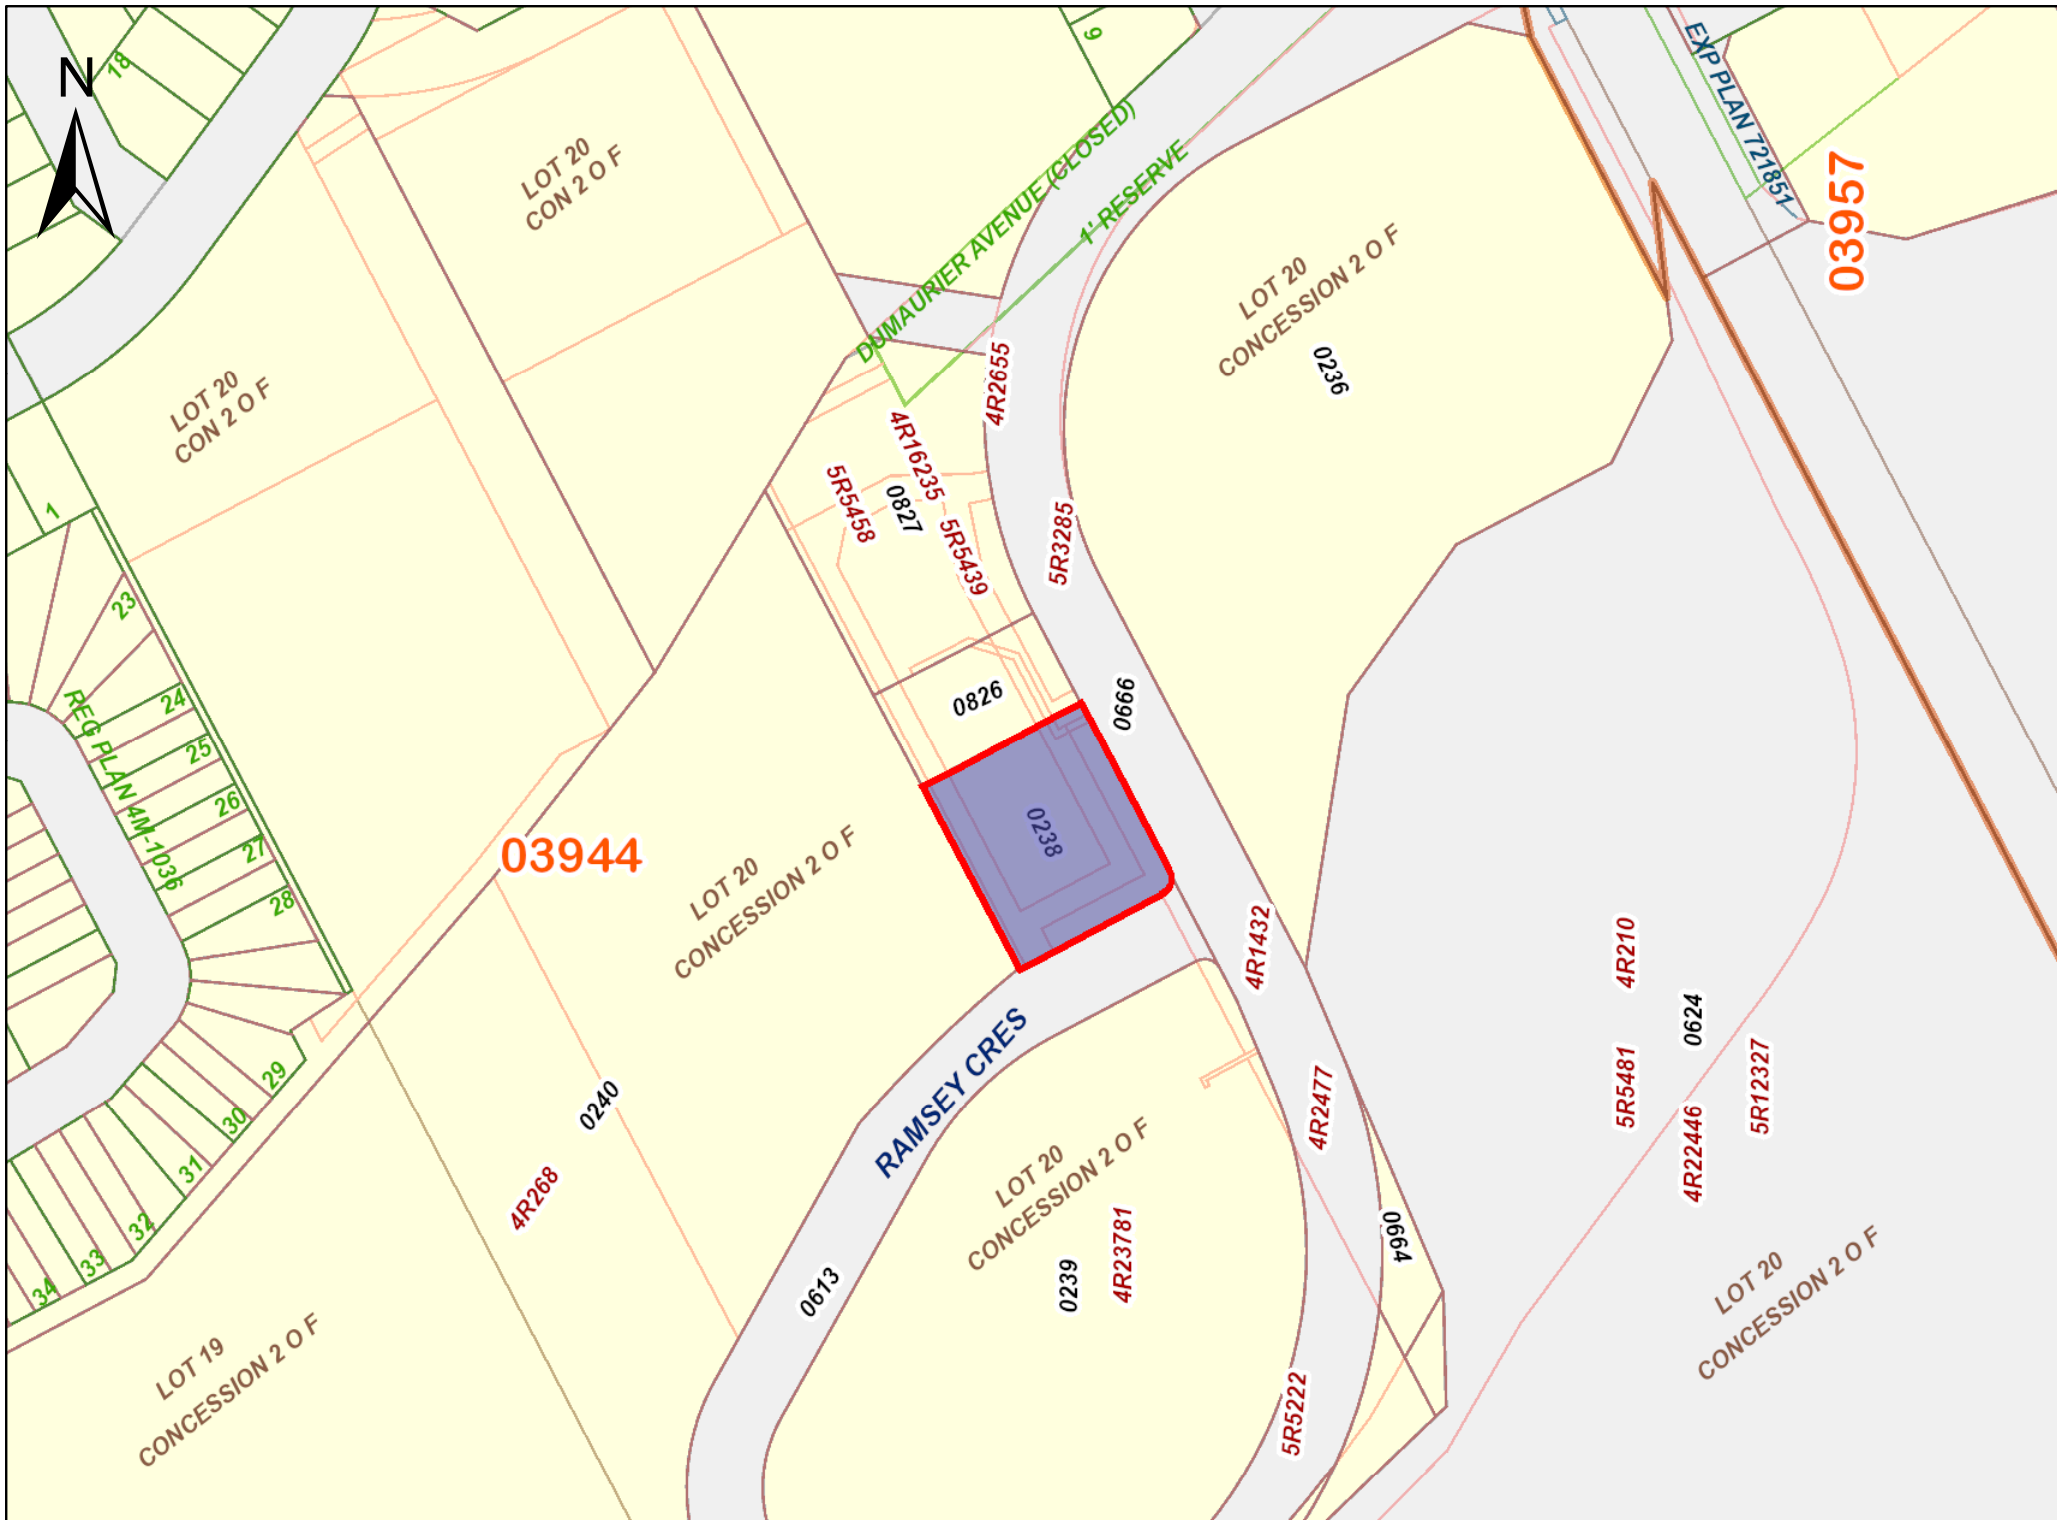 N
18
9
EXP PLAN 721851
03957
LOT 20
CON 2 O F
DUMAURIER AVENUE (CLOSED)
1' RESERVE
LOT 20
CONCESSION 2 O F
0236
LOT 20
CON 2 O F
4R2655
4R16235
5R5458
0827
5R5439
5R3285
1
23
24
25
26
27
28
REG PLAN 4M-1036
0826
0666
0238
03944
LOT 20
CONCESSION 2 O F
4R1432
4R210
0624
5R5481
4R22446
5R12327
RAMSEY CRES
29
30
31
32
33
34
0240
4R268
4R2477
LOT 20
CONCESSION 2 O F
0239
4R23781
0664
0613
5R5222
LOT 19
CONCESSION 2 O F
LOT 20
CONCESSION 2 O F